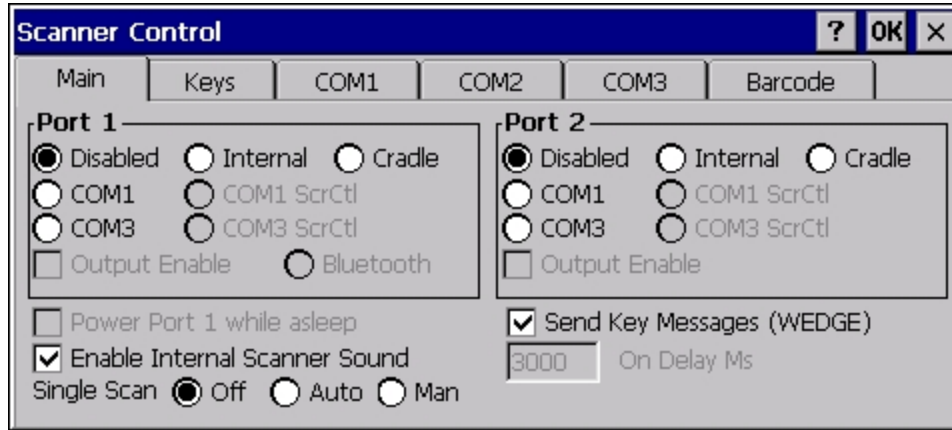 Scanner Control ? OK ×
Main Keys COM1 COM2 COM3 Barcode
Port 1
Disabled Internal Cradle
COM1 COM1 ScrCtl
COM3 COM3 ScrCtl
Output Enable Bluetooth
Port 2
Disabled Internal Cradle
COM1 COM1 ScrCtl
COM3 COM3 ScrCtl
Output Enable
Power Port 1 while asleep
Enable Internal Scanner Sound
Single Scan Off Auto Man
Send Key Messages (WEDGE)
3000 On Delay Ms